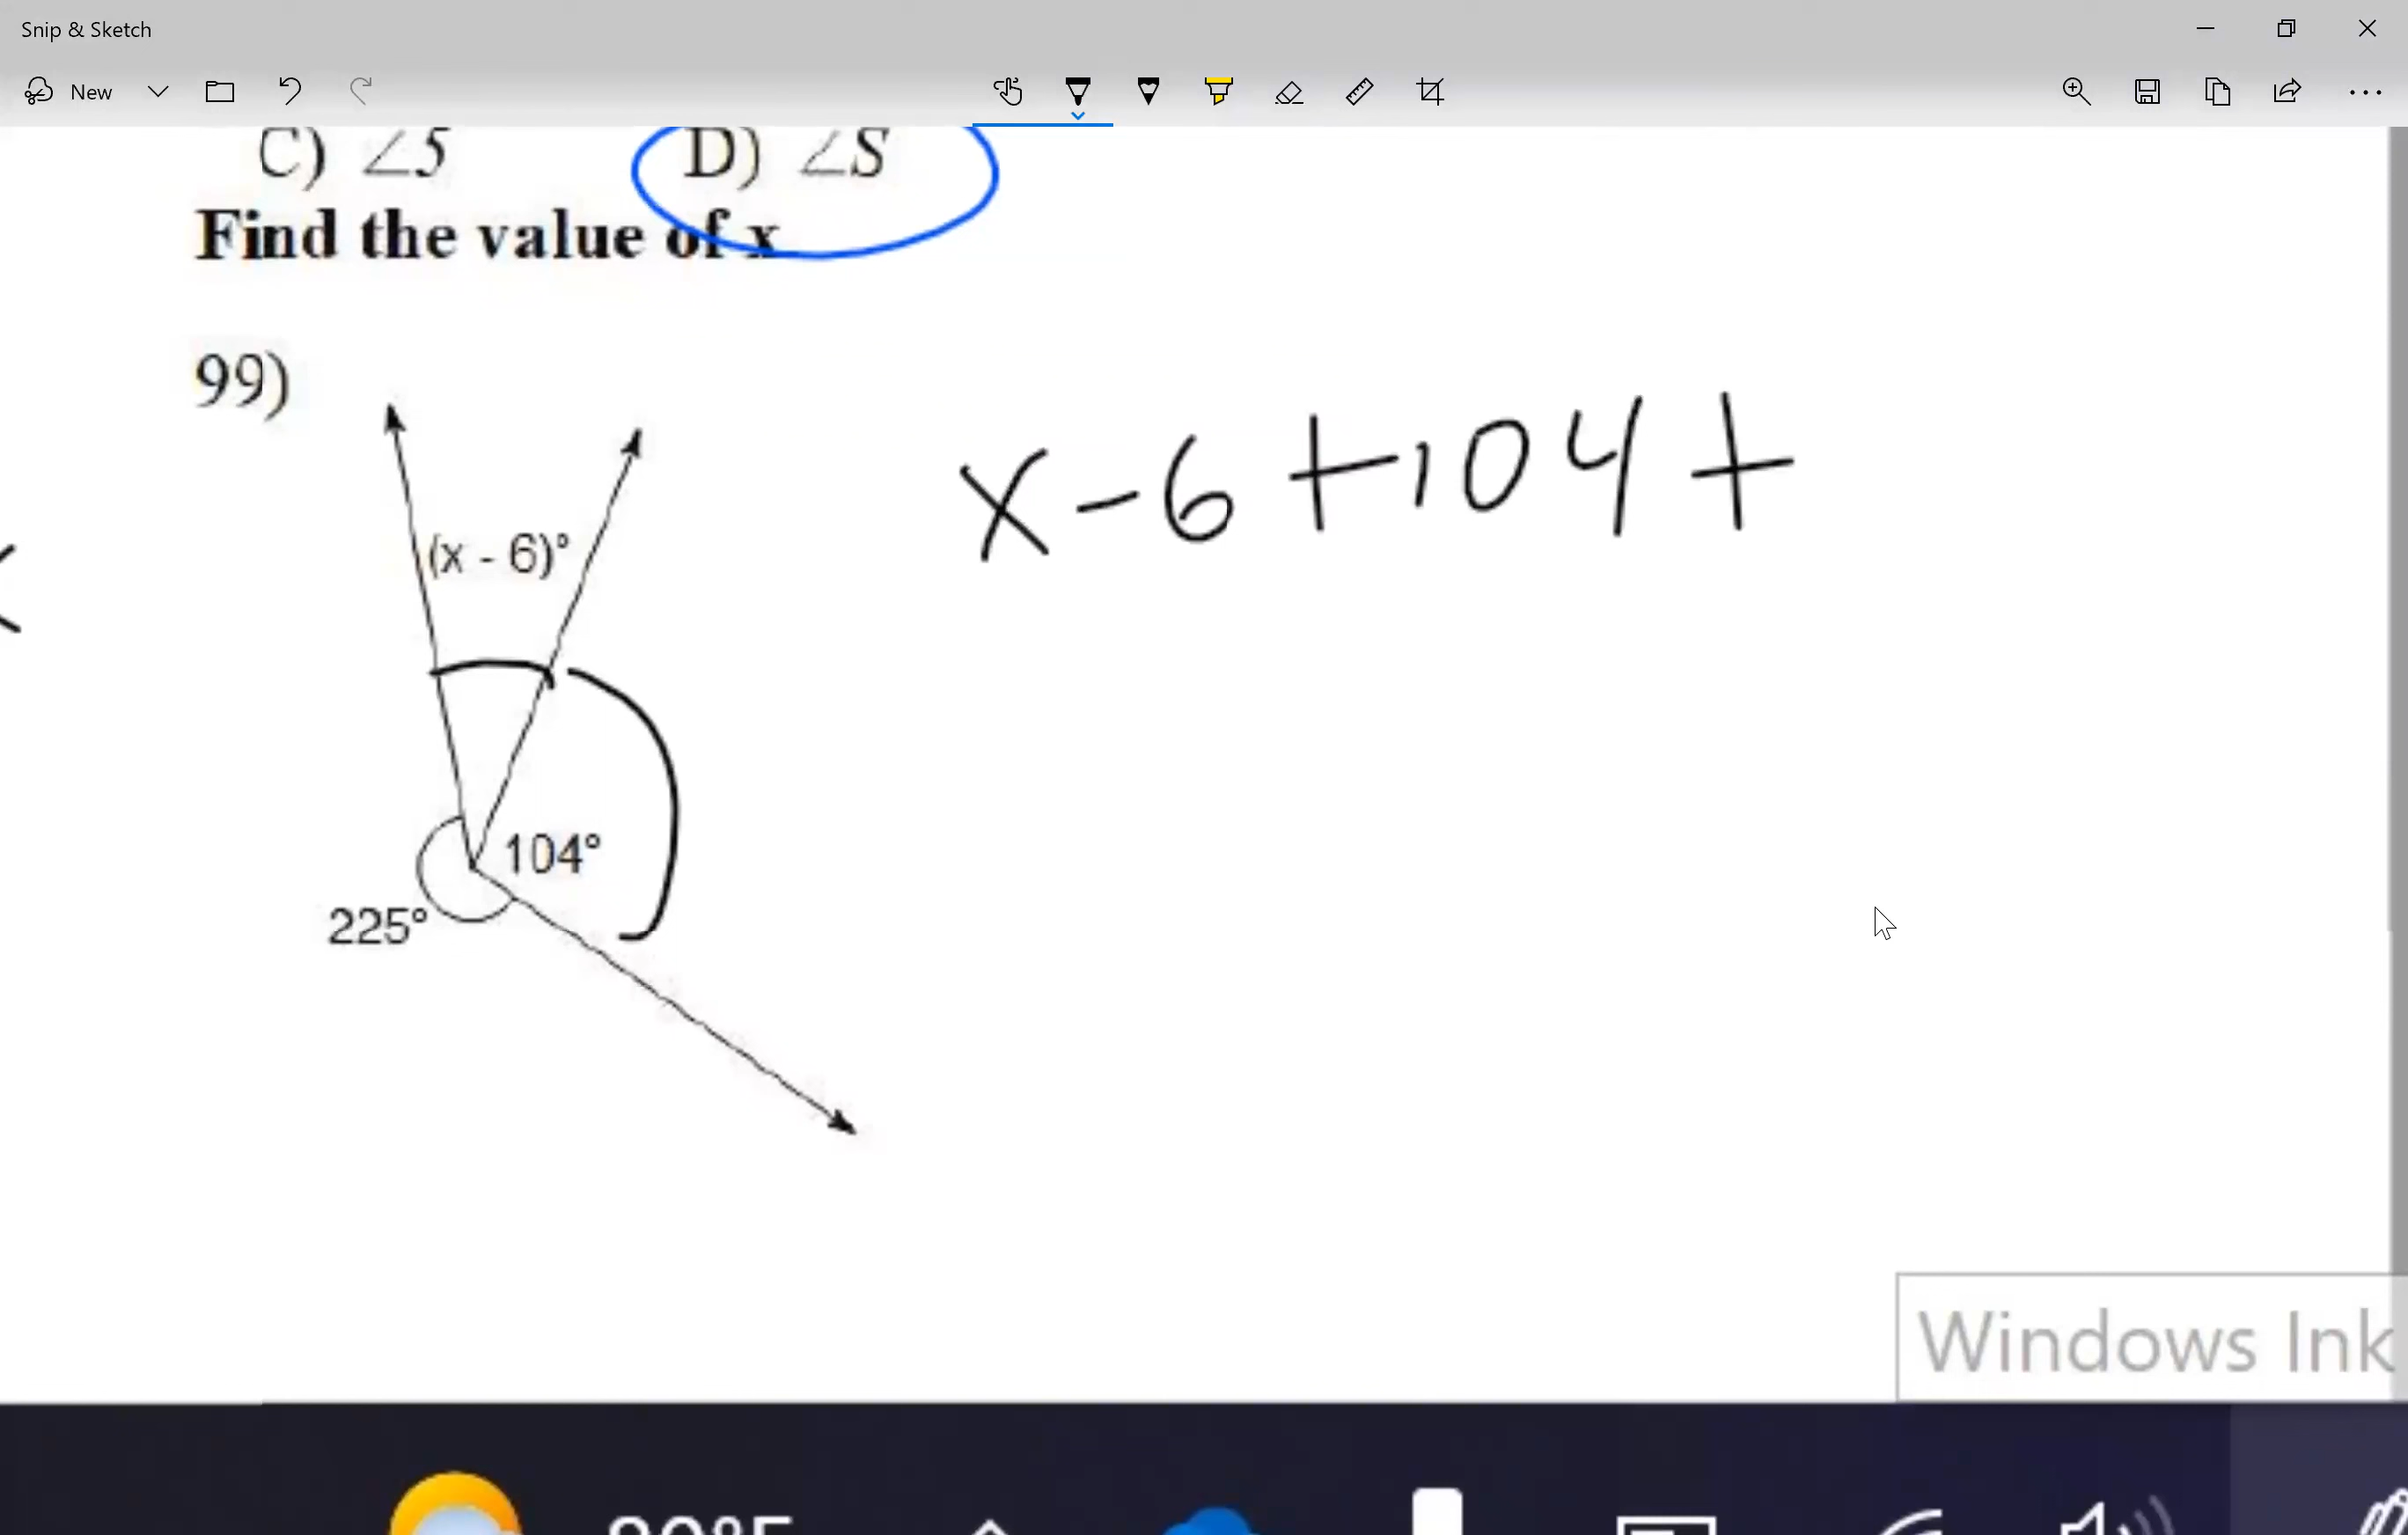 Snip & Sketch
New
C) ∠5 D) ∠S
Find the value of x
99)
x-6+104+
(x - 6)°
104°
225°
Windows Ink